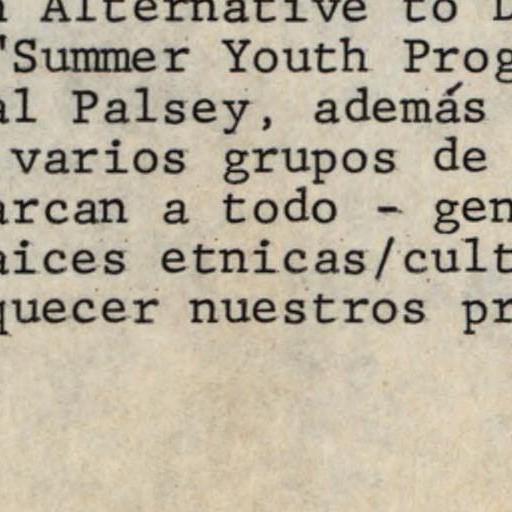 n Alternative to D
"Summer Youth Prog
al Palsey, además
varios grupos de
arcan a todo - gen
aices etnicas/cult
quecer nuestros pr